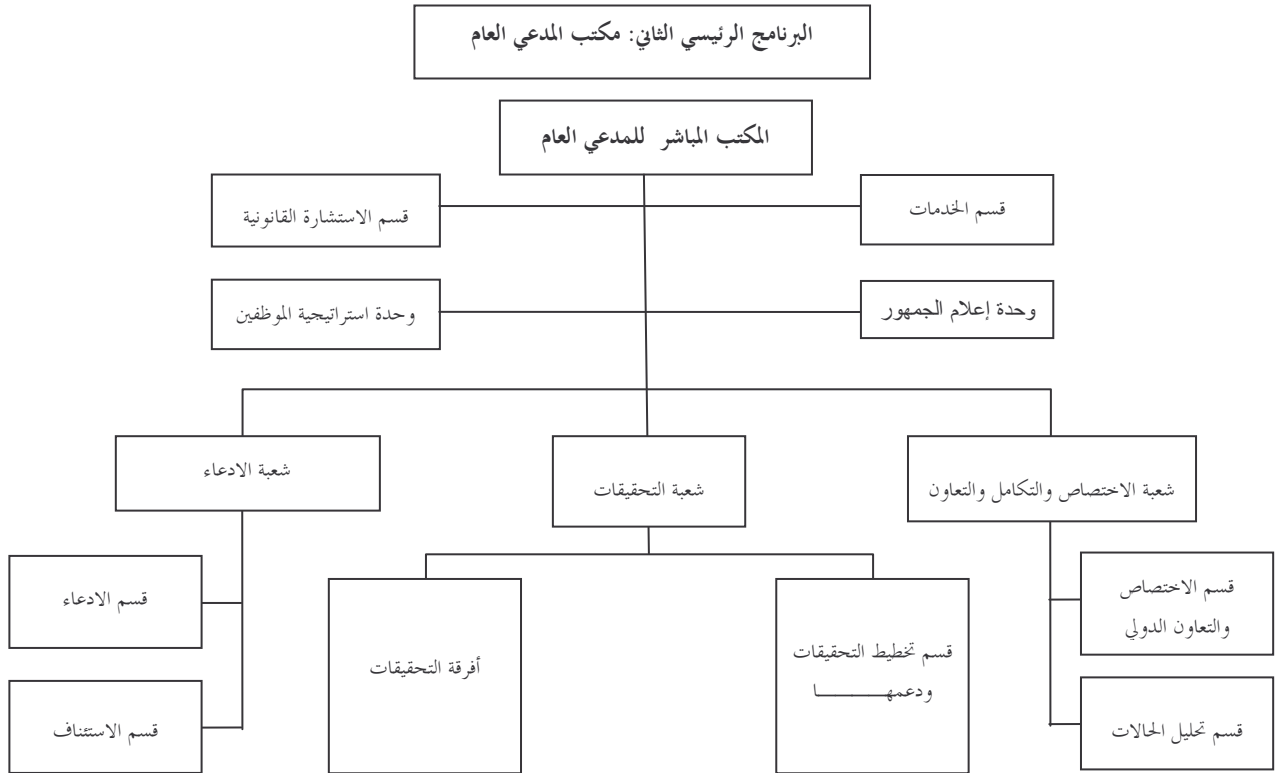 البرنامج الرئيسي الثاني: مكتب المدعي العام
المكتب المباشر للمدعي العام
قسم الخدمات
قسم الاستشارة القانونية
وحدة إعلام الجمهور
وحدة استراتيجية الموظفين
شعبة الاختصاص والتكامل والتعاون
شعبة التحقيقات
شعبة الادعاء
قسم الاختصاص
والتعاون الدولي
قسم تحليل الحالات
قسم تخطيط التحقيقات
ودعمهــــــــا
أفرقة التحقيقات
قسم الادعاء
قسم الاستئناف